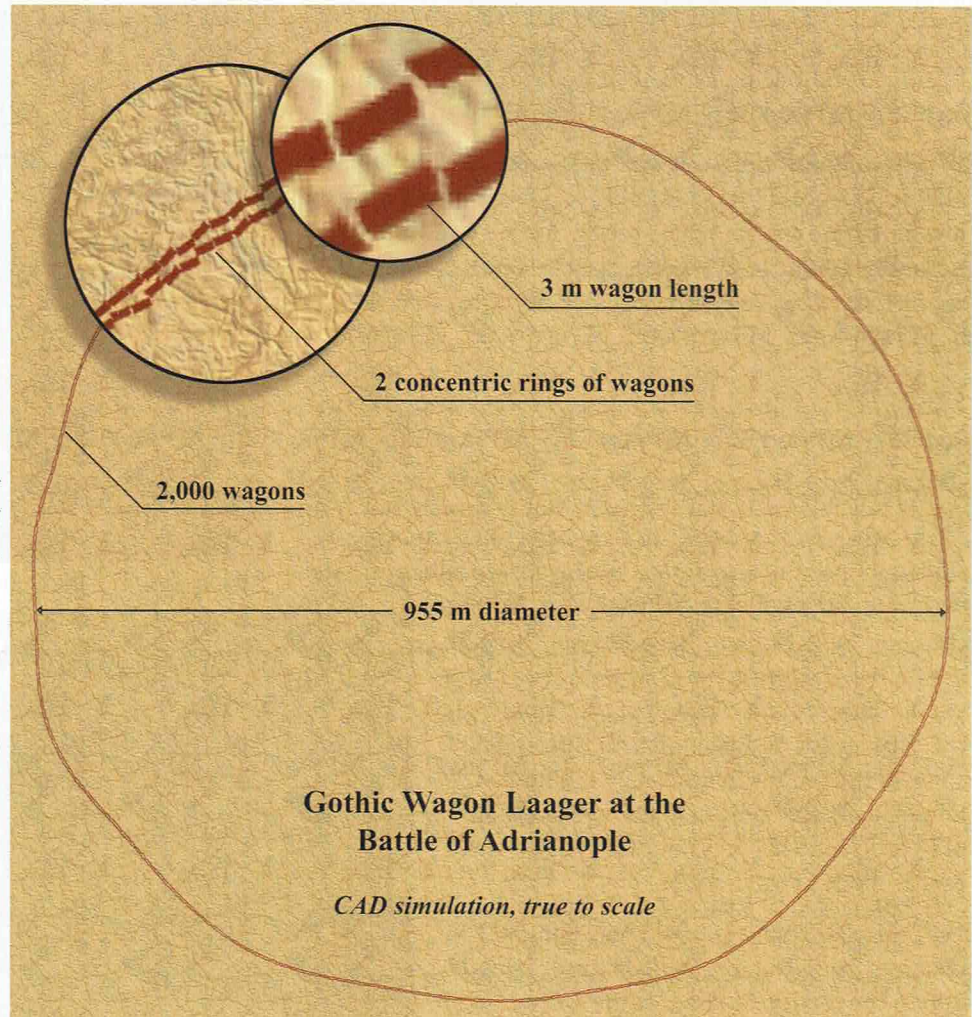 3 m wagon length
2 concentric rings of wagons
2,000 wagons
955 m diameter
Gothic Wagon Laager at the
Battle of Adrianople
CAD simulation, true to scale